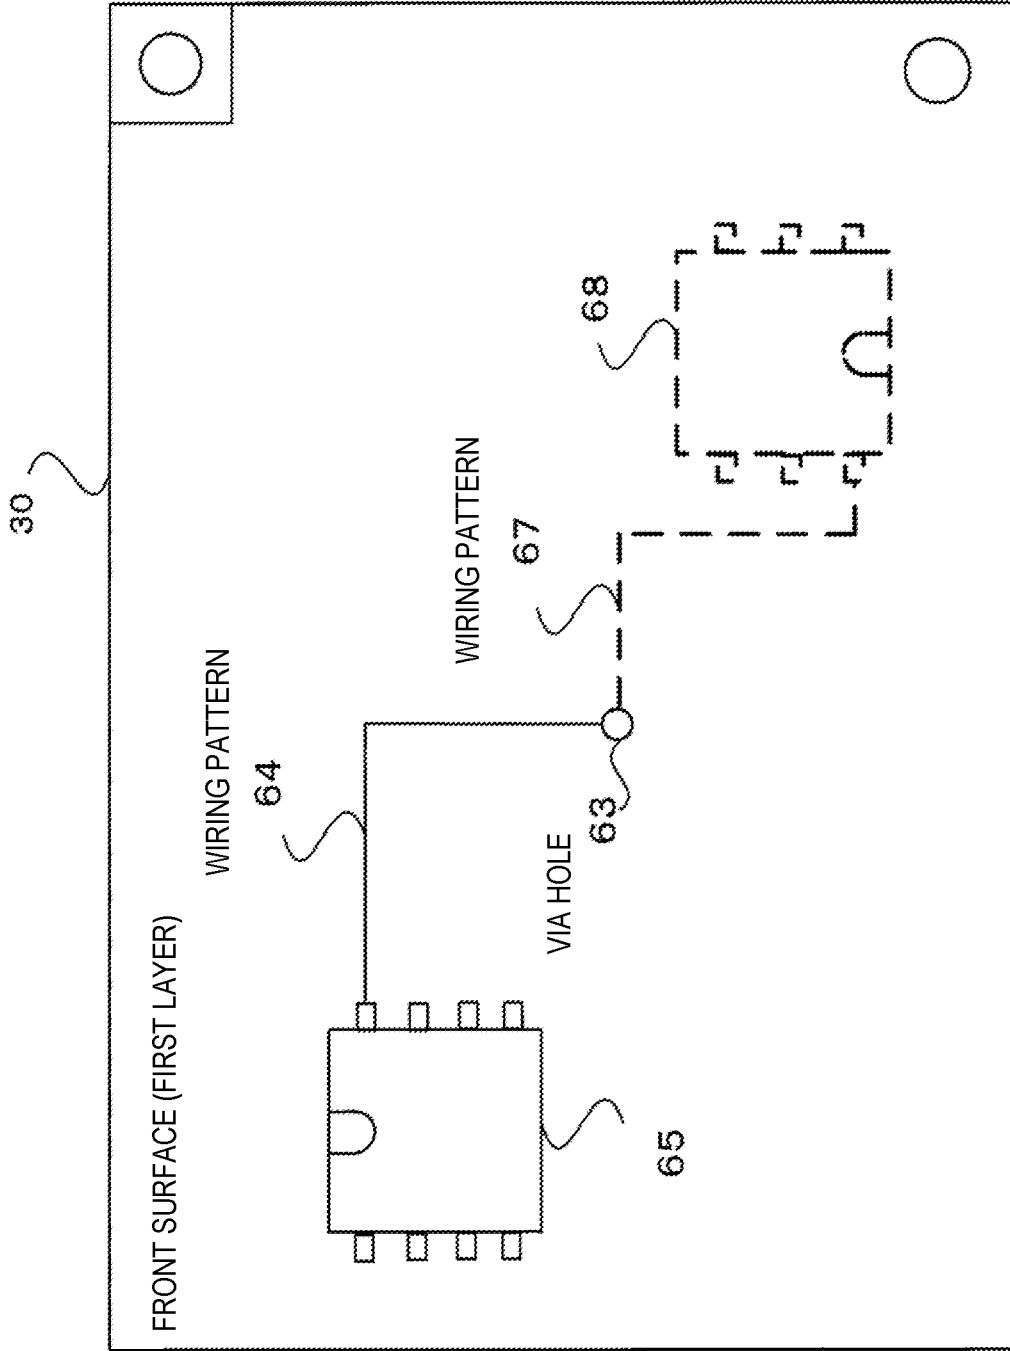 30
FRONT SURFACE (FIRST LAYER)
WIRING PATTERN
64
WIRING PATTERN
67
68
VIA HOLE
63
65